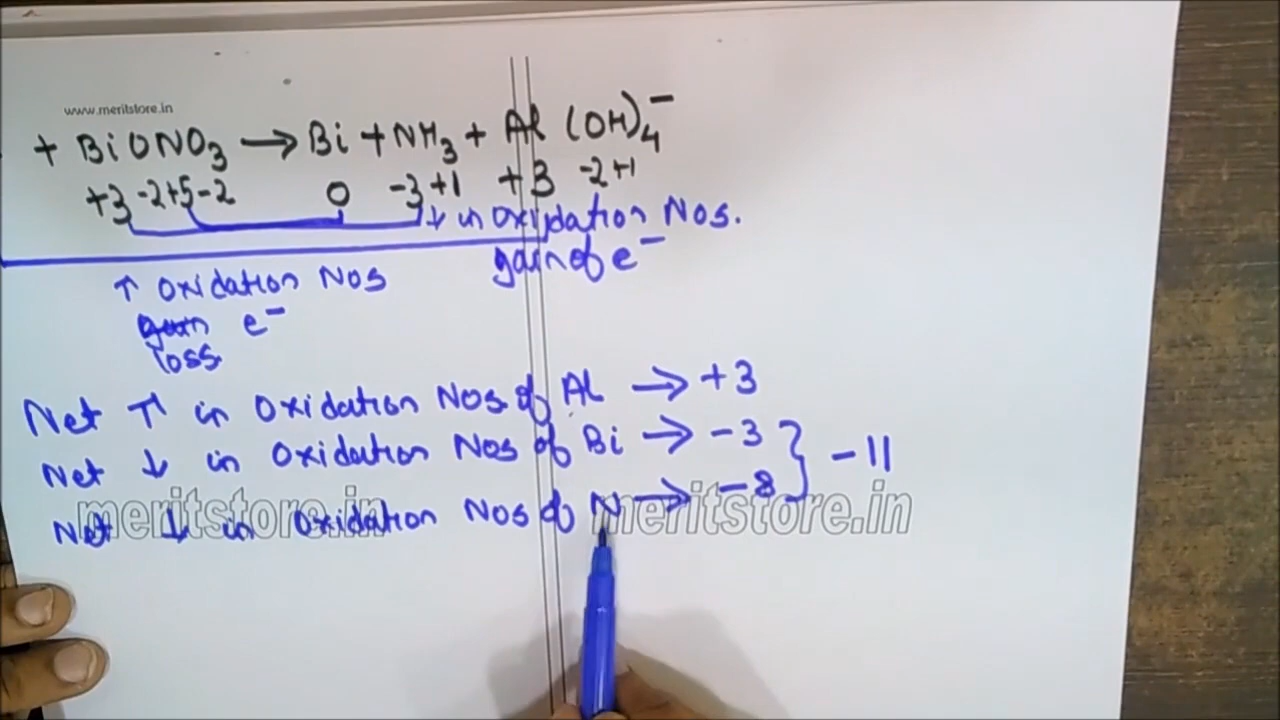 www.meritstore.in
+ BiONO3 → Bi + NH3 + Al (OH)4−
+3 -2+5-2 0 -3 +1 +3 -2+1
↓ in Oxidation Nos.
gain of e−
↑ Oxidation Nos
gain e−
loss.
Net ↑ in Oxidation Nos of Al → +3
Net ↓ in Oxidation Nos of Bi → -3 } -11
Net ↓ in Oxidation Nos of N → -8
meritstore.in meritstore.in